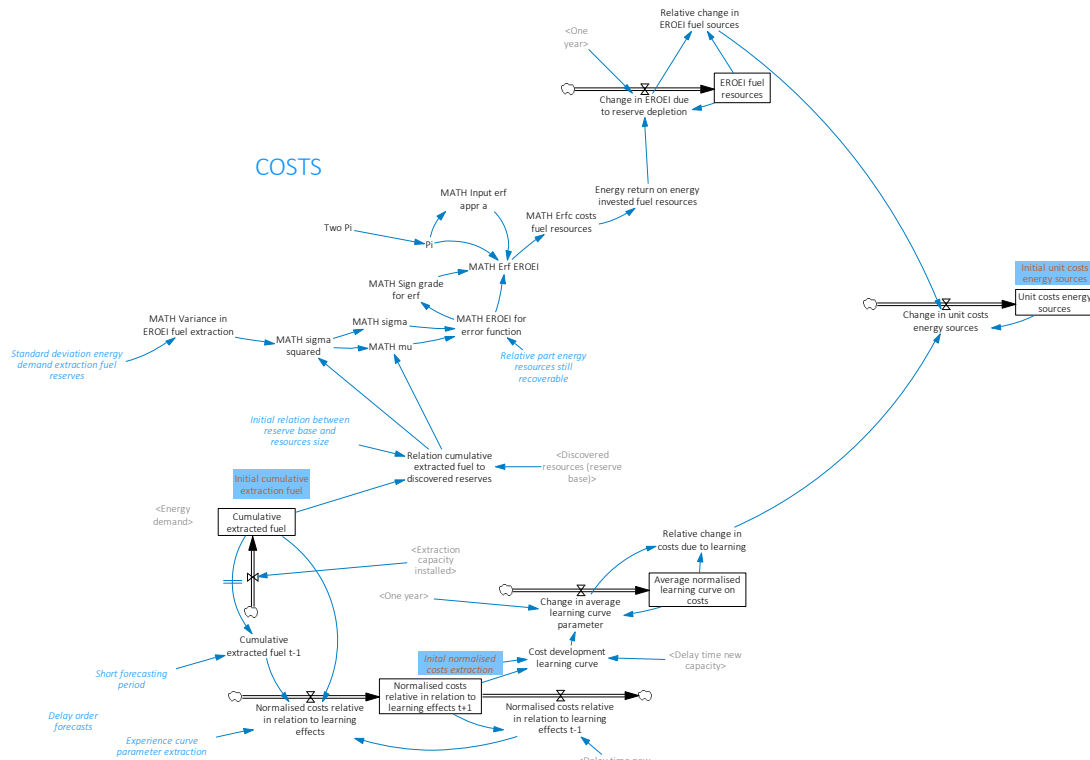 Relative change in
EROEI fuel sources
<One
year>
EROEI fuel
resources
Change in EROEI due
to reserve depletion
COSTS
MATH Input erf
appr a
Energy return on energy
invested fuel resources
MATH Erfc costs
fuel resources
Two Pi
Pi
MATH Erf EROEI
Initial unit costs
energy sources
MATH Sign grade
for erf
Unit costs energy
sources
Change in unit costs
energy sources
MATH Variance in
EROEI fuel extraction
MATH sigma
MATH EROEI for
error function
MATH sigma
squared
MATH mu
Standard deviation energy
demand extraction fuel
reserves
Relative part energy
resources still
recoverable
Initial relation between
reserve base and
resources size
Relation cumulative
extracted fuel to
discovered reserves
<Discovered
resources (reserve
base)>
Initial cumulative
extraction fuel
<Energy
demand>
Cumulative
extracted fuel
Relative change in
costs due to learning
<Extraction
capacity
installed>
Average normalised
learning curve on
costs
<One year>
Change in average
learning curve
parameter
Cumulative
extracted fuel t-1
Cost development
learning curve
<Delay time new
capacity>
Short forecasting
period
Inital normalised
costs extraction
Normalised costs
relative in relation to
learning effects t+1
Normalised costs relative
in relation to learning
effects
Normalised costs relative
in relation to learning
effects t-1
Delay order
forecasts
Experience curve
parameter extraction
<Delay time new